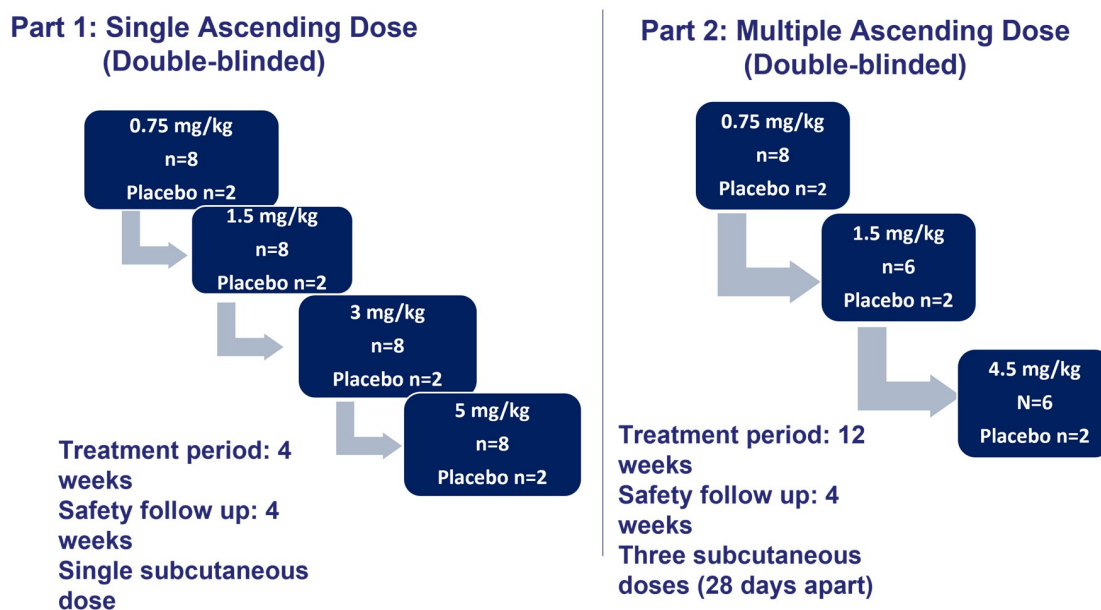 Part 1: Single Ascending Dose
(Double-blinded)
0.75 mg/kg
n=8
Placebo n=2
1.5 mg/kg
n=8
Placebo n=2
3 mg/kg
n=8
Placebo n=2
5 mg/kg
n=8
Placebo n=2
Treatment period: 4
weeks
Safety follow up: 4
weeks
Single subcutaneous
dose
Part 2: Multiple Ascending Dose
(Double-blinded)
0.75 mg/kg
n=8
Placebo n=2
1.5 mg/kg
n=6
Placebo n=2
4.5 mg/kg
N=6
Placebo n=2
Treatment period: 12
weeks
Safety follow up: 4
weeks
Three subcutaneous
doses (28 days apart)